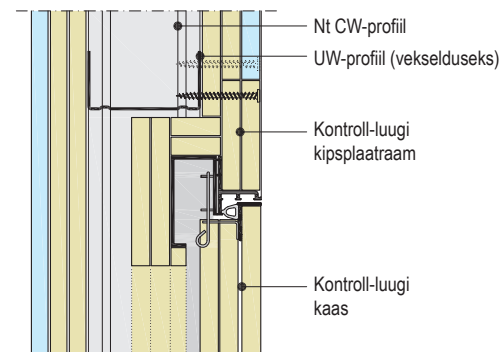 Nt CW-profiil
UW-profiil (vekselduseks)
Kontroll-luugi
kipsplaatraam
Kontroll-luugi
kaas